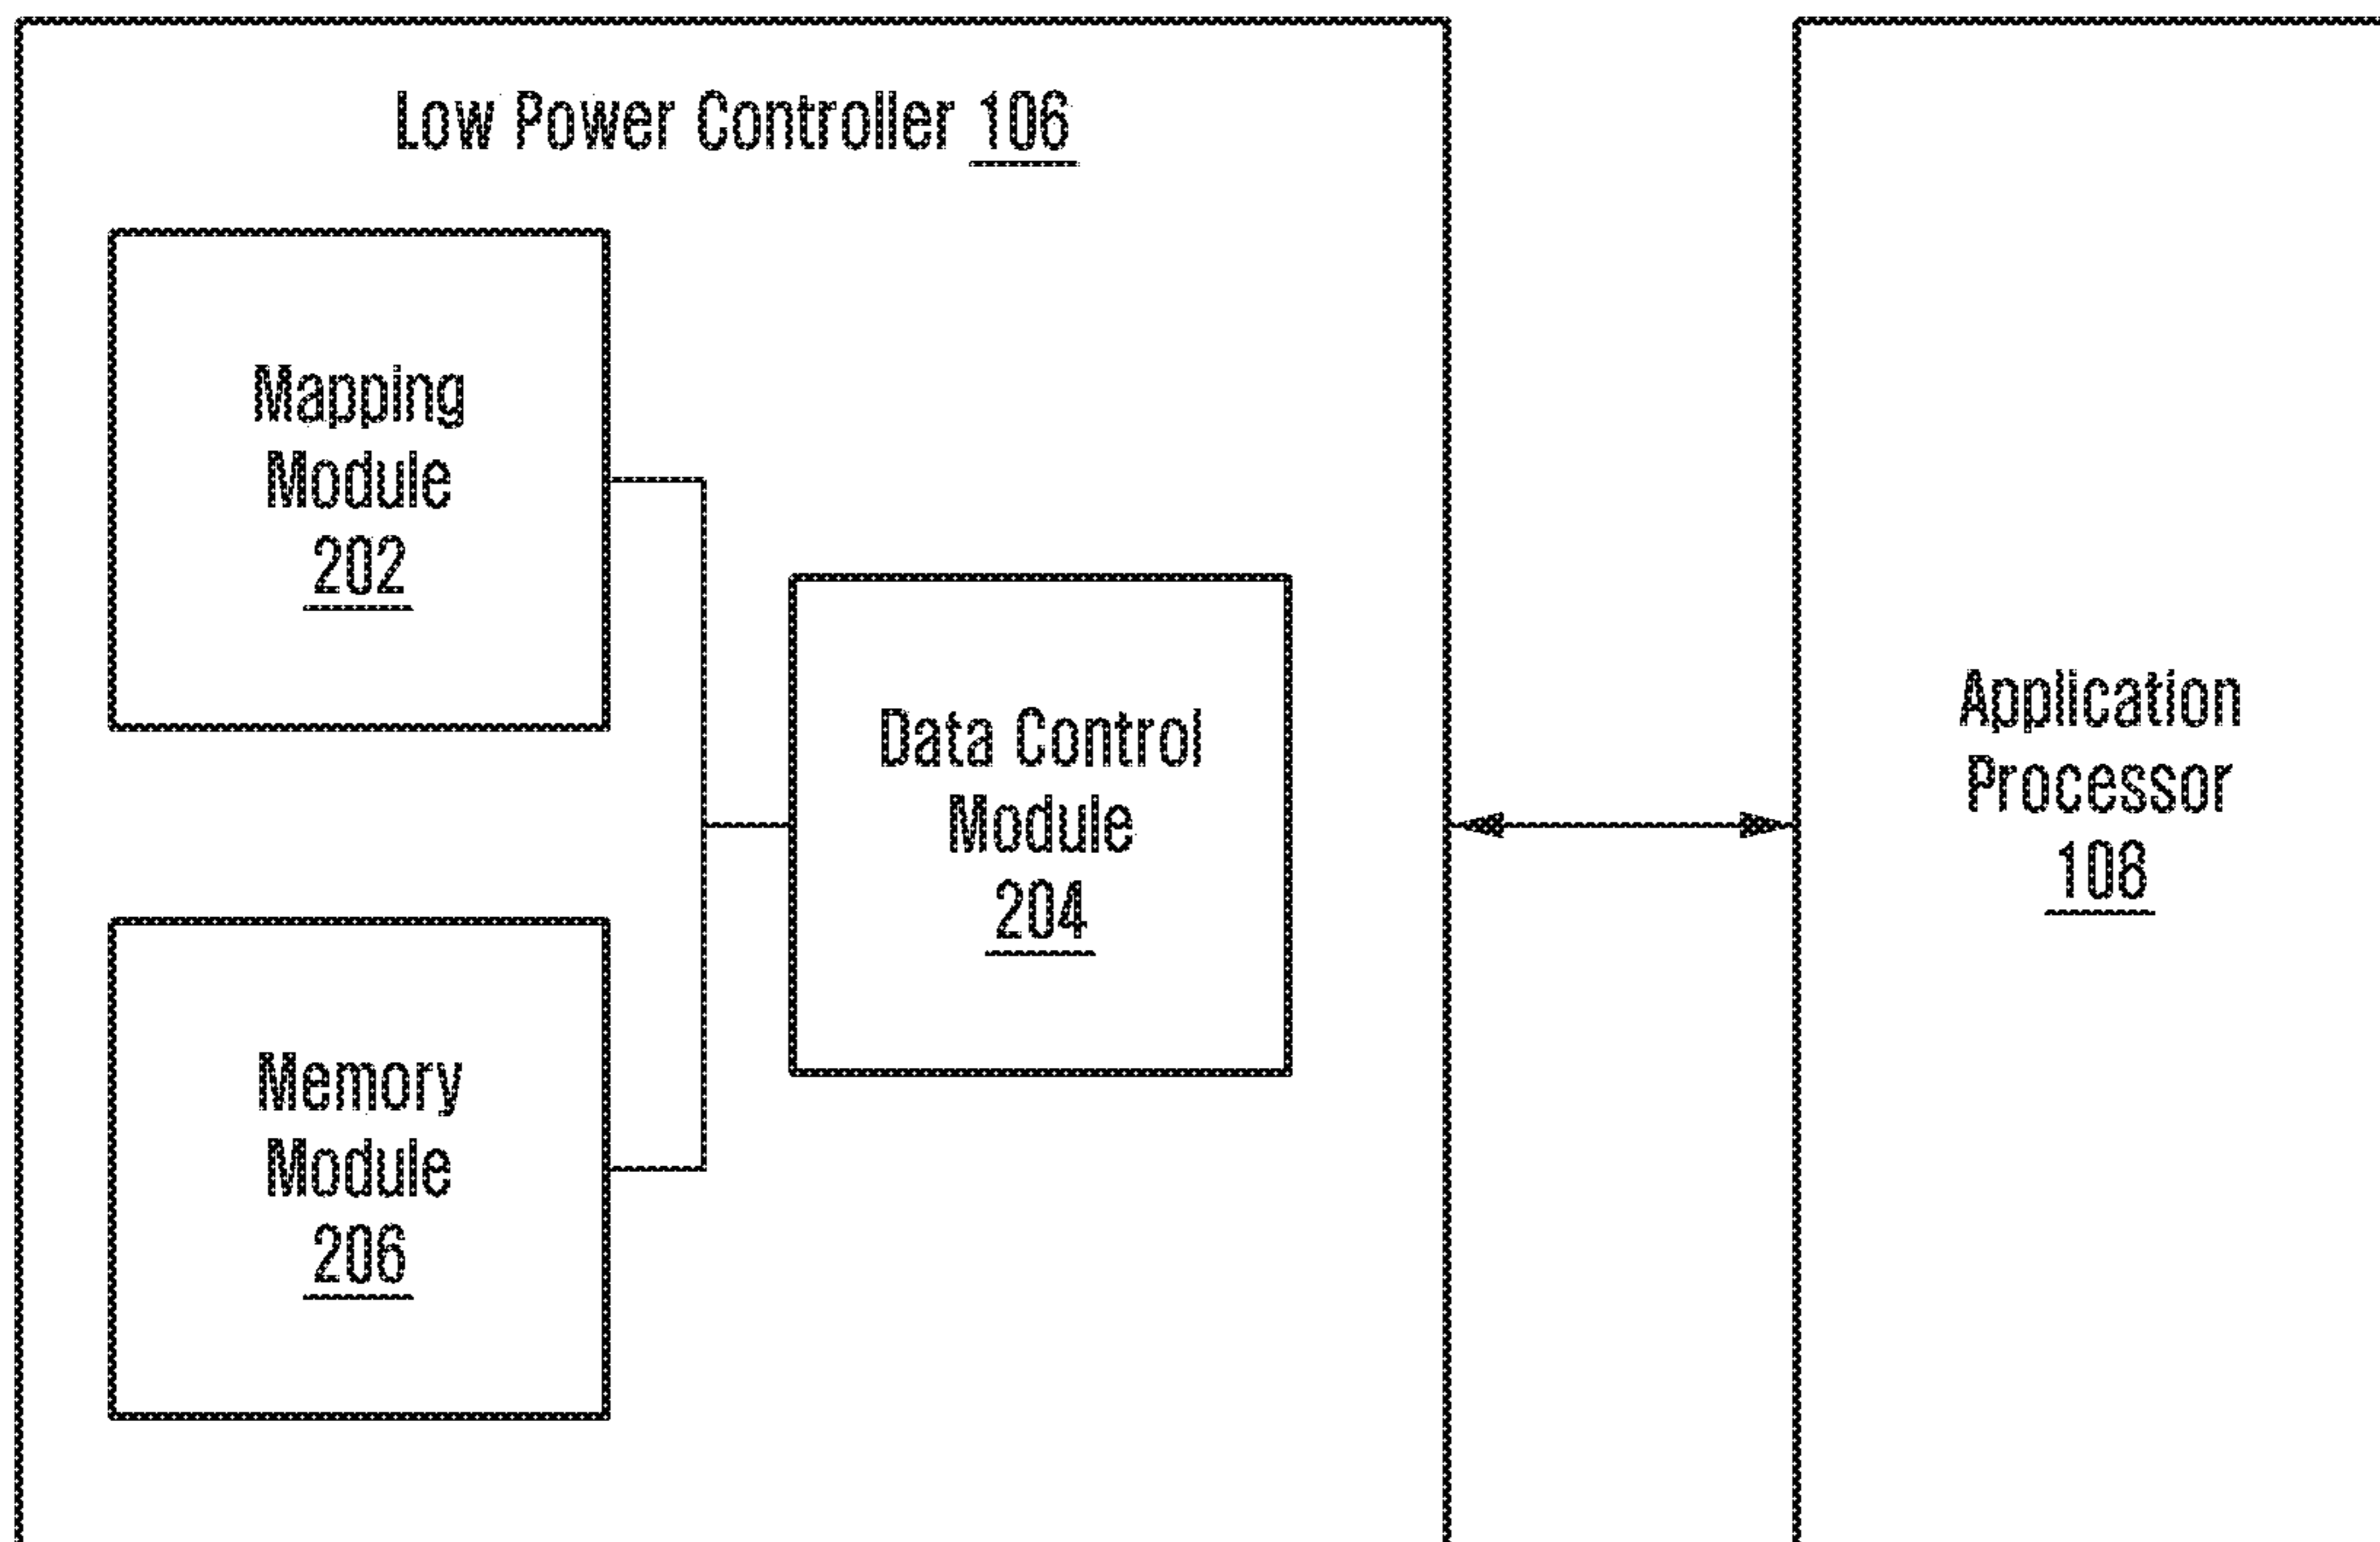 Low Power Controller 106
Mapping
Module
202
Data Control
Module
204
Memory
Module
206
Application
Processor
108